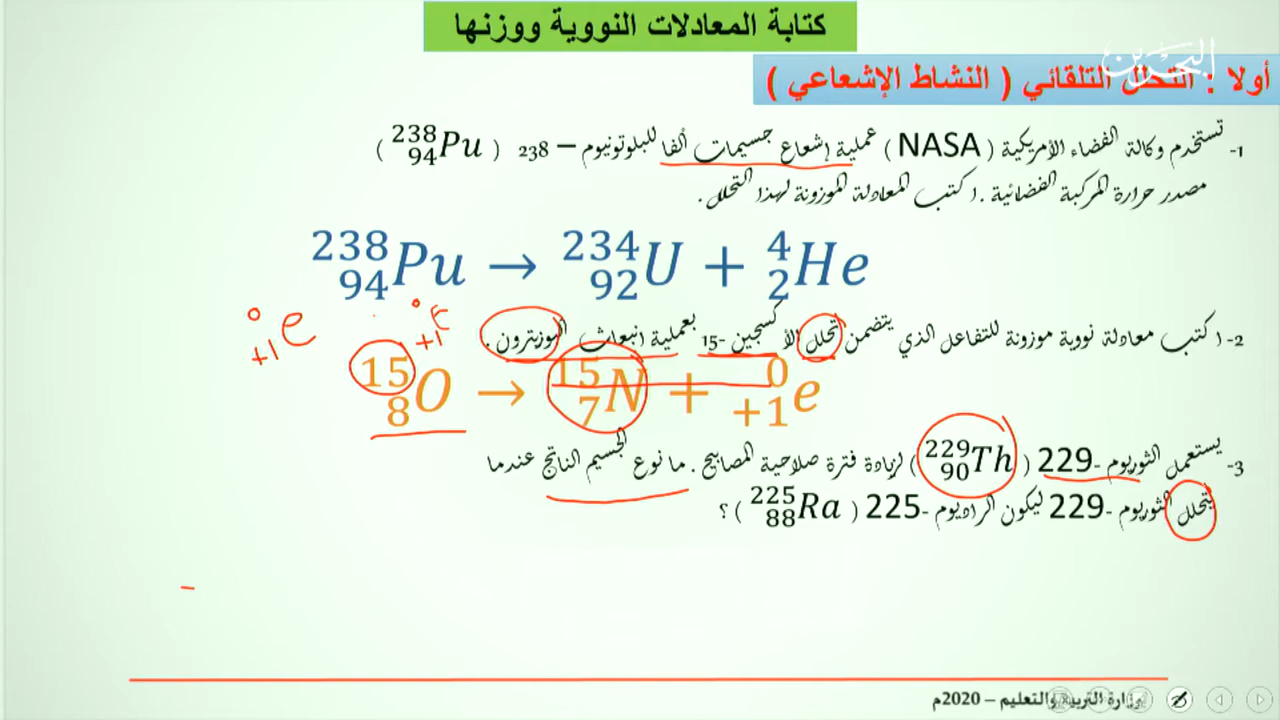 كتابة المعادلات النووية ووزنها
البحرين
أولا : التحلل التلقائي ( النشاط الإشعاعي )
1- تستخدم وكالة الفضاء الأمريكية ( NASA ) عملية إشعاع جسيمات ألفا للبلوتونيوم – 238 ( ²³⁸₉₄Pu )
مصدر حرارة المركبة الفضائية . اكتب المعادلة الموزونة لهذا التحلل .
²³⁸₉₄Pu → ²³⁴₉₂U + ⁴₂He
⁰₊₁e
2- اكتب معادلة نووية موزونة للتفاعل الذي يتضمن تحلل الأكسجين -15 بعملية انبعاث البوزيترون .
¹⁵₈O → ¹⁵₇N + ⁰₊₁e
3- يستعمل الثوريوم -229 ( ²²⁹₉₀Th ) لزيادة فترة صلاحية المصابيح . ما نوع الجسيم الناتج عندما
يتحلل الثوريوم -229 ليكون الراديوم -225 ( ²²⁵₈₈Ra ) ؟
وزارة التربية والتعليم – 2020م